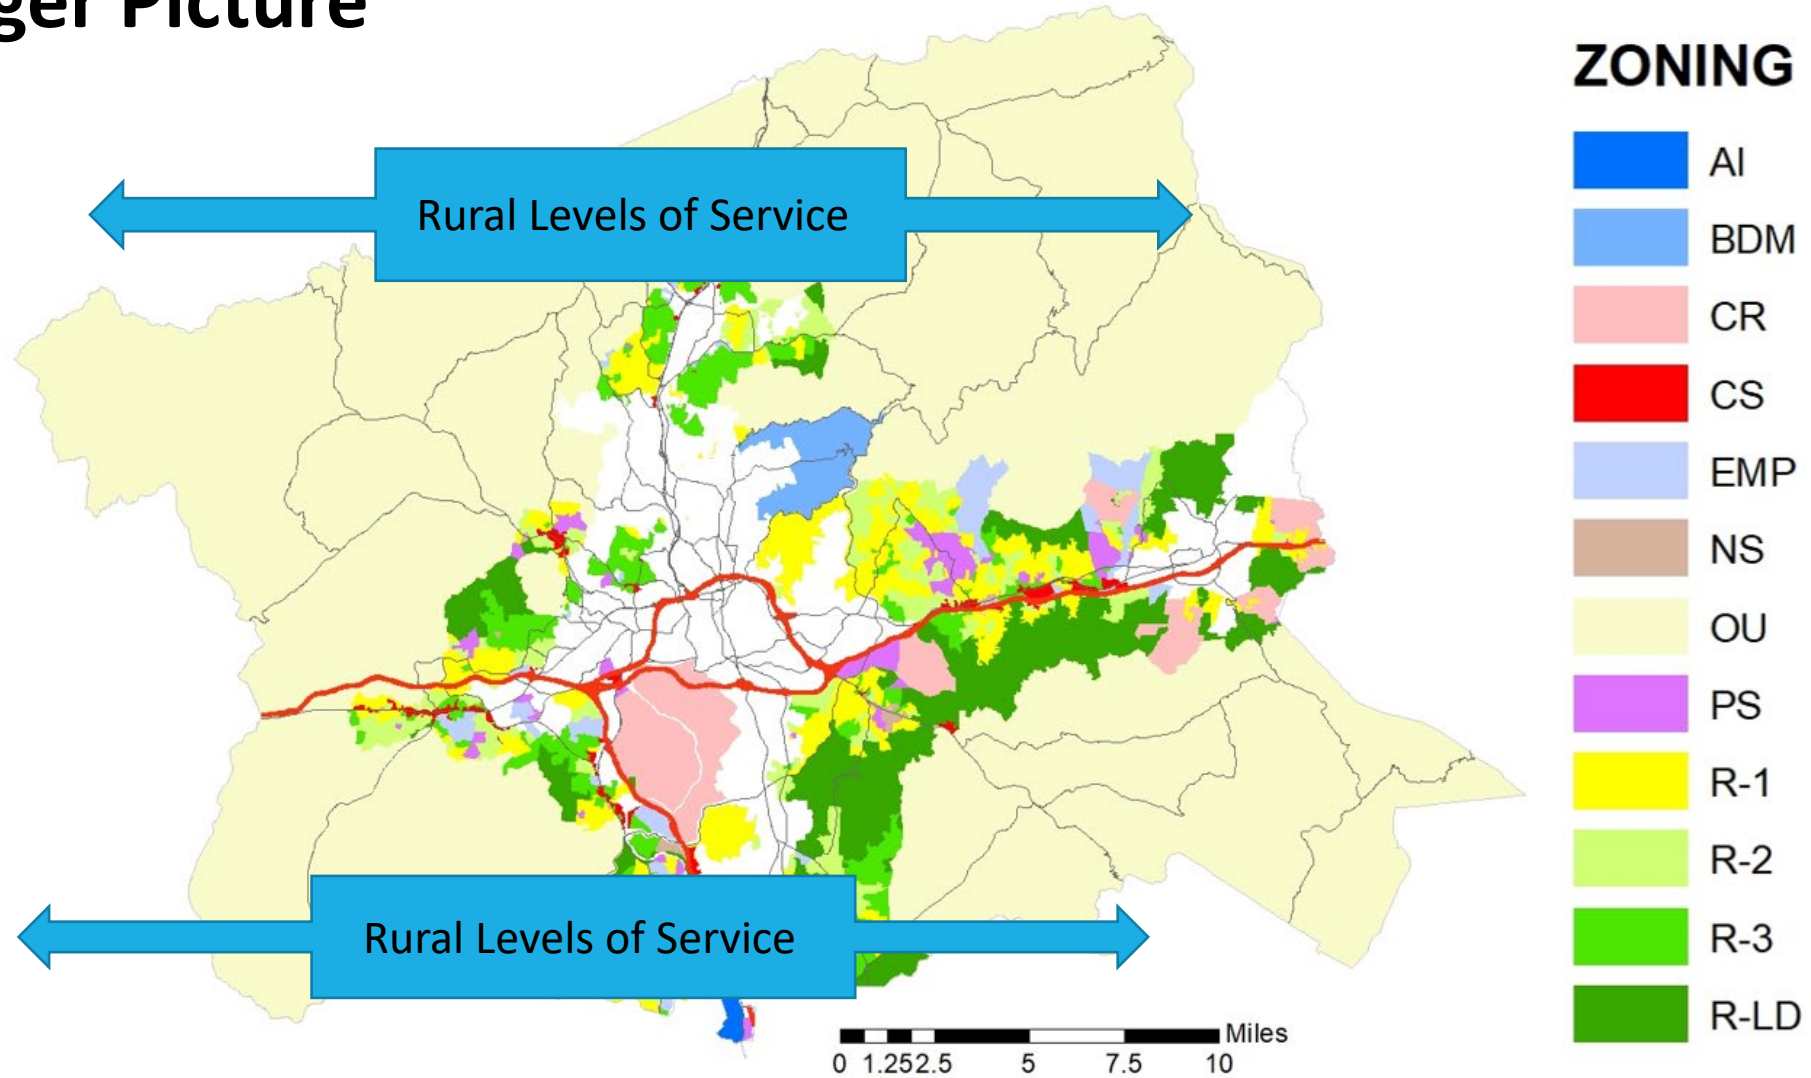 ger Picture
ZONING
AI
BDM
CR
CS
EMP
NS
OU
PS
R-1
R-2
R-3
R-LD
Rural Levels of Service
Rural Levels of Service
Miles
0 1.25 2.5 5 7.5 10